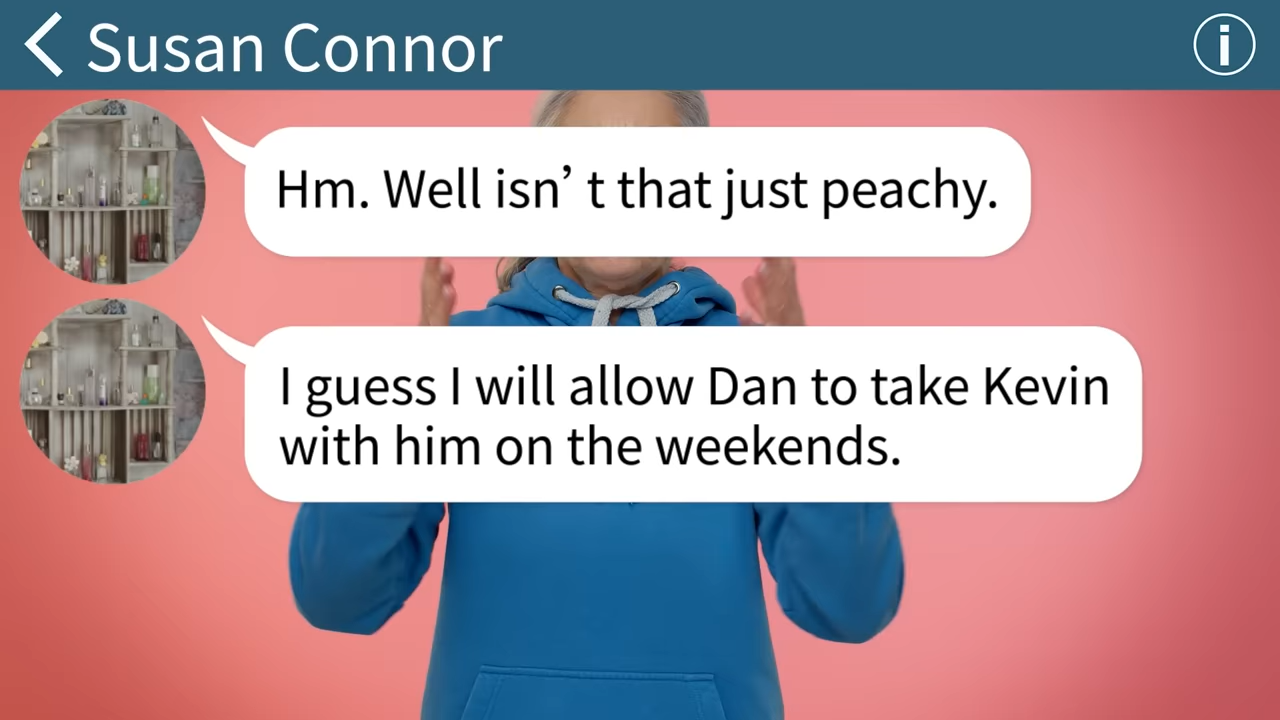 Susan Connor
Hm. Well isn’ t that just peachy.
I guess I will allow Dan to take Kevin
with him on the weekends.